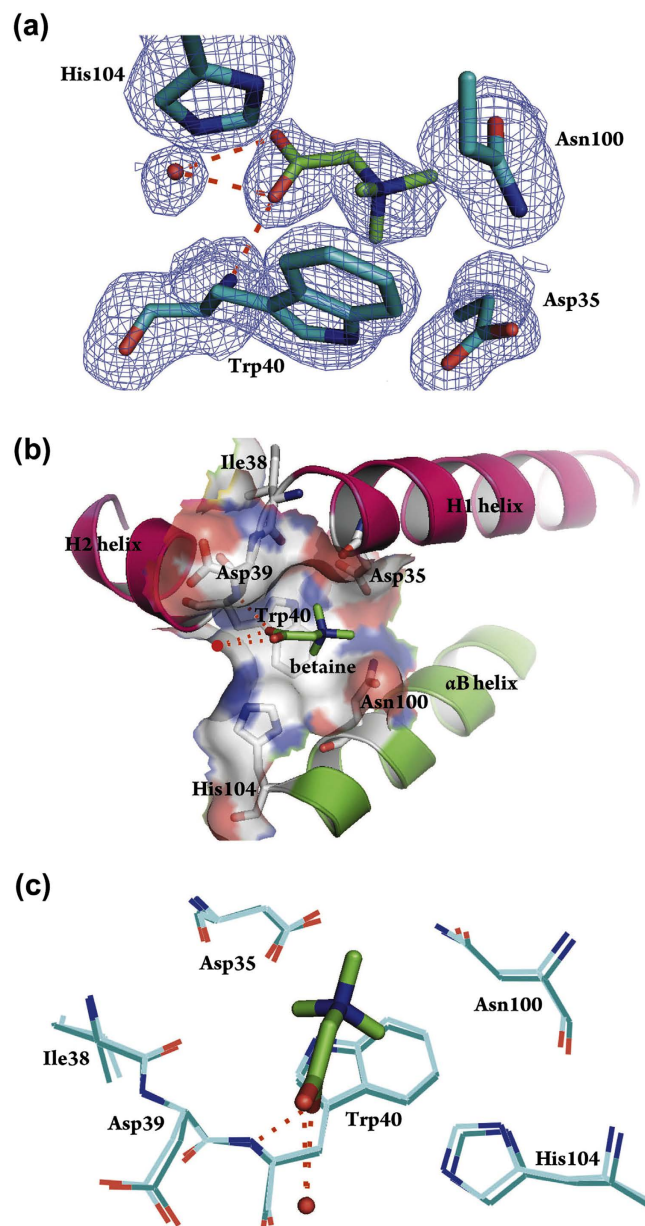 (a)
His104
Asn100
Asp35
Trp40
(b)
Ile38
H1 helix
H2 helix
Asp39
Asp35
Trp40
betaine
αB helix
Asn100
His104
(c)
Asp35
Asn100
Ile38
Trp40
Asp39
His104